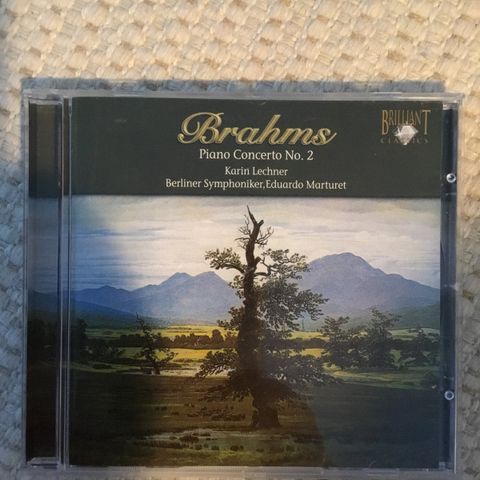 Brahms
BRILLIANT
CLASSICS
Piano Concerto No. 2
Karin Lechner
Berliner Symphoniker,Eduardo Marturet